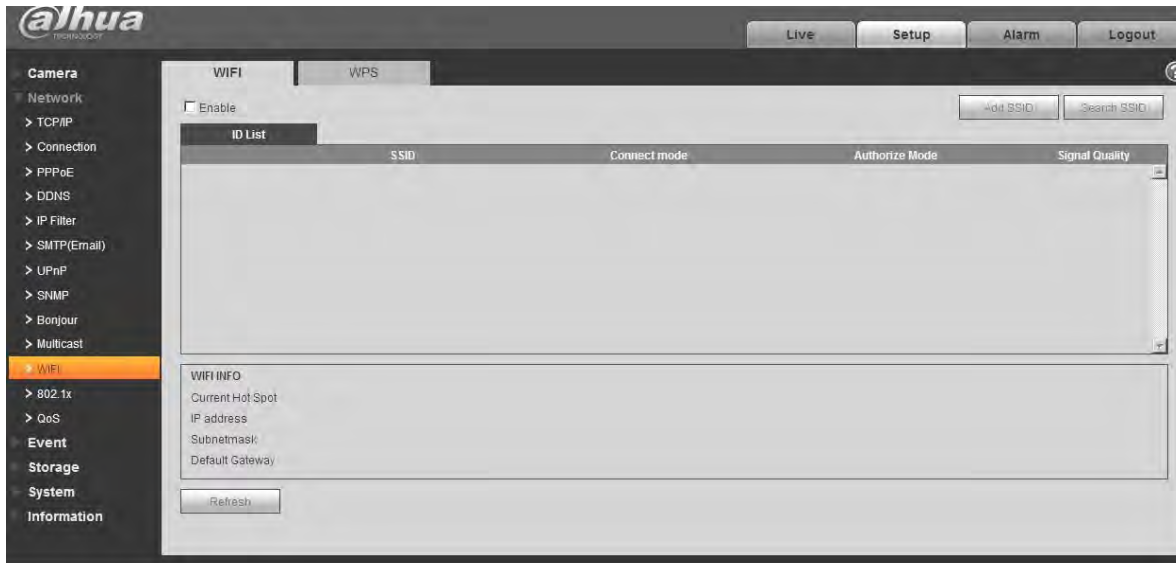 alhua
TECHNOLOGY
Live Setup Alarm Logout
Camera
Network
> TCP/IP
> Connection
> PPPoE
> DDNS
> IP Filter
> SMTP(Email)
> UPnP
> SNMP
> Bonjour
> Multicast
> WIFI
> 802.1x
> QoS
Event
Storage
System
Information
WIFI WPS
Enable Add SSID Search SSID
ID List
SSID Connect mode Authorize Mode Signal Quality
WIFI INFO
Current Hot Spot
IP address
Subnetmask
Default Gateway
Refresh